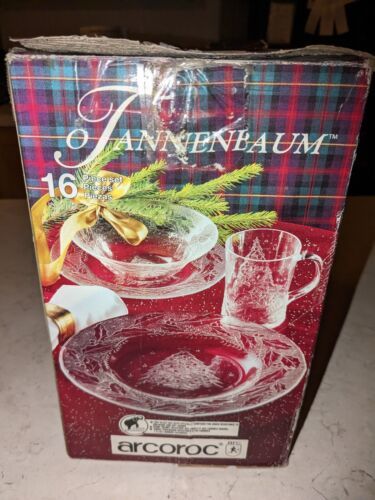 O TANNENBAUM™
16 Piece set
Pièces
Piezas
arcoroc®